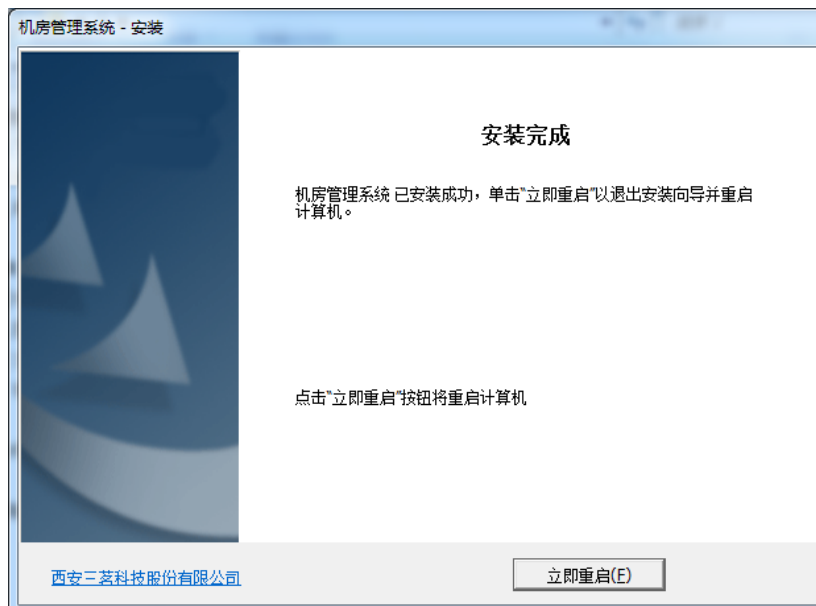 机房管理系统 - 安装
安装完成
机房管理系统 已安装成功，单击“立即重启”以退出安装向导并重启
计算机。
点击“立即重启”按钮将重启计算机
西安三茗科技股份有限公司
立即重启(F)